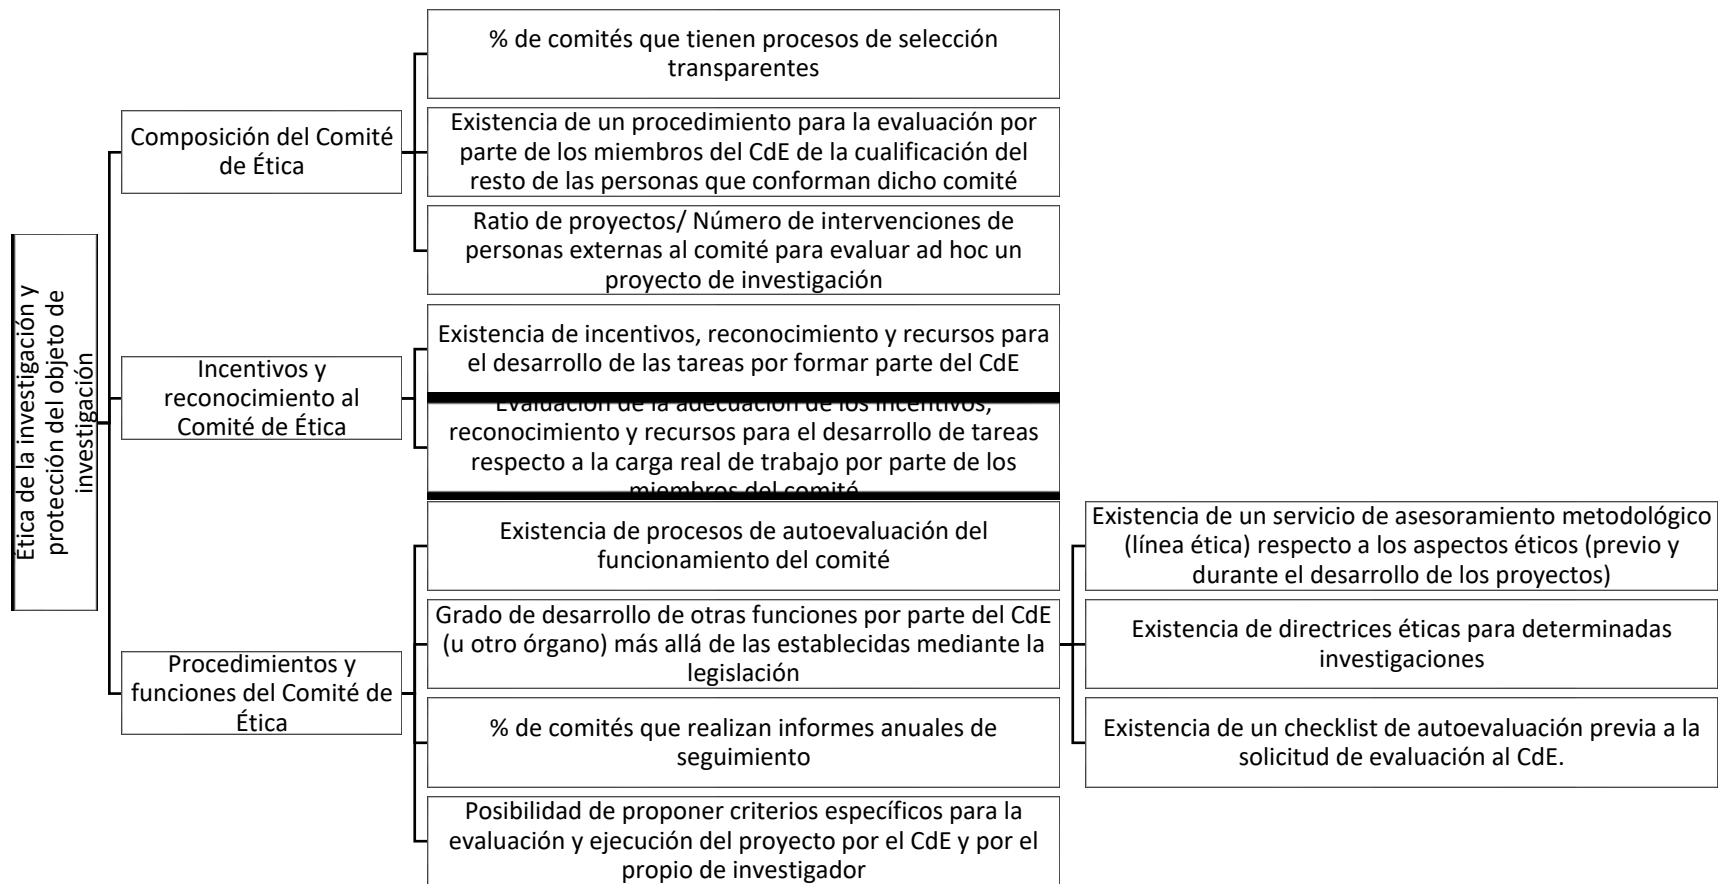 Ética de la investigación y
protección del objeto de
investigación
Composición del Comité
de Ética
% de comités que tienen procesos de selección
transparentes
Existencia de un procedimiento para la evaluación por
parte de los miembros del CdE de la cualificación del
resto de las personas que conforman dicho comité
Ratio de proyectos/ Número de intervenciones de
personas externas al comité para evaluar ad hoc un
proyecto de investigación
Incentivos y
reconocimiento al
Comité de Ética
Existencia de incentivos, reconocimiento y recursos para
el desarrollo de las tareas por formar parte del CdE
Evaluación de la adecuación de los incentivos,
reconocimiento y recursos para el desarrollo de tareas
respecto a la carga real de trabajo por parte de los
miembros del comité
Procedimientos y
funciones del Comité de
Ética
Existencia de procesos de autoevaluación del
funcionamiento del comité
Grado de desarrollo de otras funciones por parte del CdE
(u otro órgano) más allá de las establecidas mediante la
legislación
Existencia de un servicio de asesoramiento metodológico
(línea ética) respecto a los aspectos éticos (previo y
durante el desarrollo de los proyectos)
Existencia de directrices éticas para determinadas
investigaciones
Existencia de un checklist de autoevaluación previa a la
solicitud de evaluación al CdE.
% de comités que realizan informes anuales de
seguimiento
Posibilidad de proponer criterios específicos para la
evaluación y ejecución del proyecto por el CdE y por el
propio de investigador